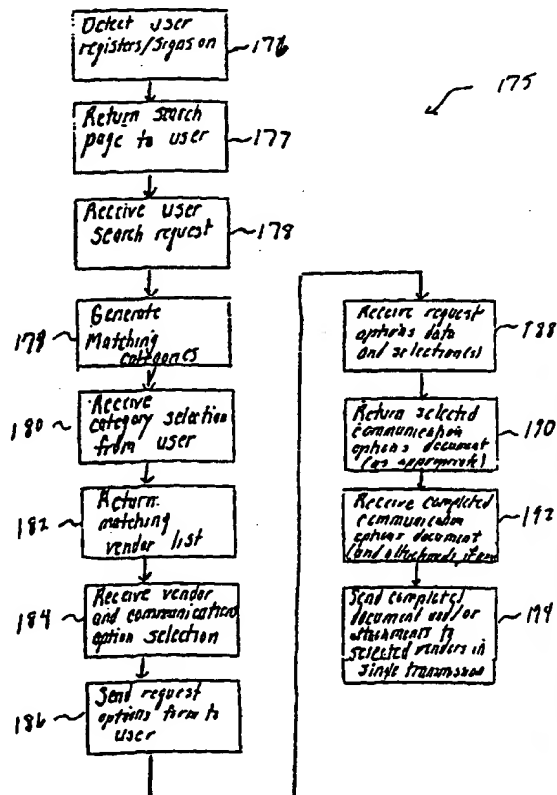 Detect user
registers/signs on
176
Return search
page to user
177
Receive user
search request
178
Generate
Matching
categories
179
Receive
category selection
from user
180
Return
matching
vendor list
182
Receive vendor
and communication
option selection
184
Send request
options form to
user
186
175
Receive request
options data
and selection(s)
188
Return selected
communication
options document
(as appropriate)
190
Receive completed
communication
options document
(and attached items
192
Send completed
document and/or
attachments to
selected vendors in
single transmission
194